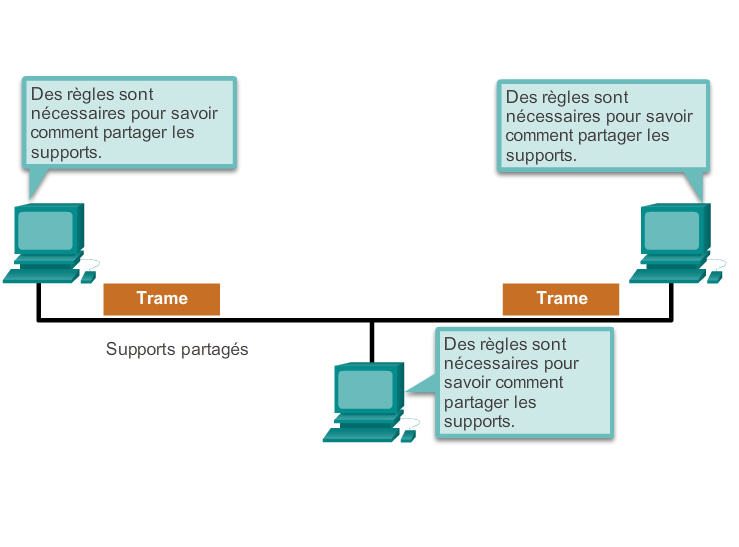 Des règles sont
nécessaires pour savoir
comment partager les
supports.
Des règles sont
nécessaires pour savoir
comment partager les
supports.
Trame
Trame
Supports partagés
Des règles sont
nécessaires pour
savoir comment
partager les
supports.